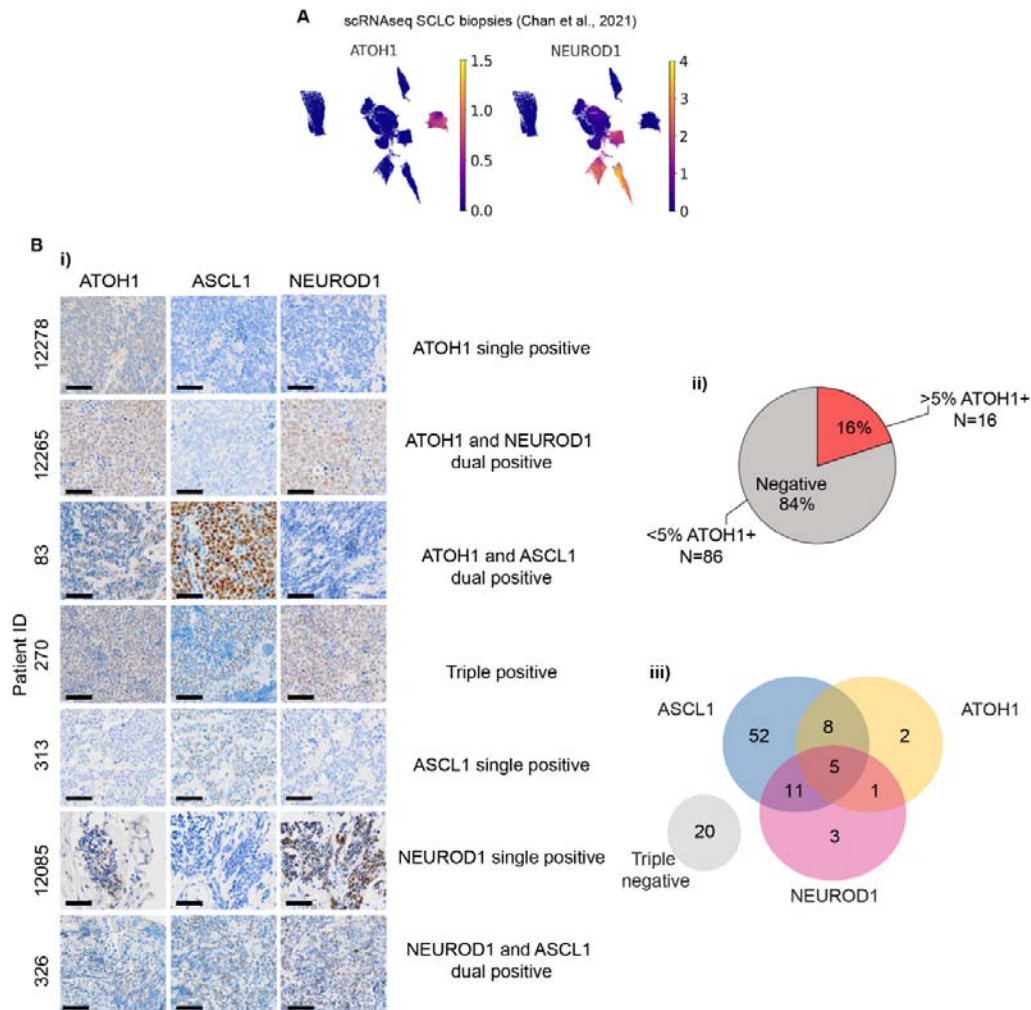 A
scRNAseq SCLC biopsies (Chan et al., 2021)
ATOH1
1.5
1.0
0.5
0.0
NEUROD1
4
3
2
1
0
B
i)
ATOH1
ASCL1
NEUROD1
Patient ID
12278
ATOH1 single positive
12265
ATOH1 and NEUROD1
dual positive
83
ATOH1 and ASCL1
dual positive
270
Triple positive
313
ASCL1 single positive
12085
NEUROD1 single positive
326
NEUROD1 and ASCL1
dual positive
ii)
>5% ATOH1+
N=16
16%
Negative
84%
<5% ATOH1+
N=86
iii)
ASCL1
ATOH1
52
8
2
5
11
1
3
20
Triple
negative
NEUROD1